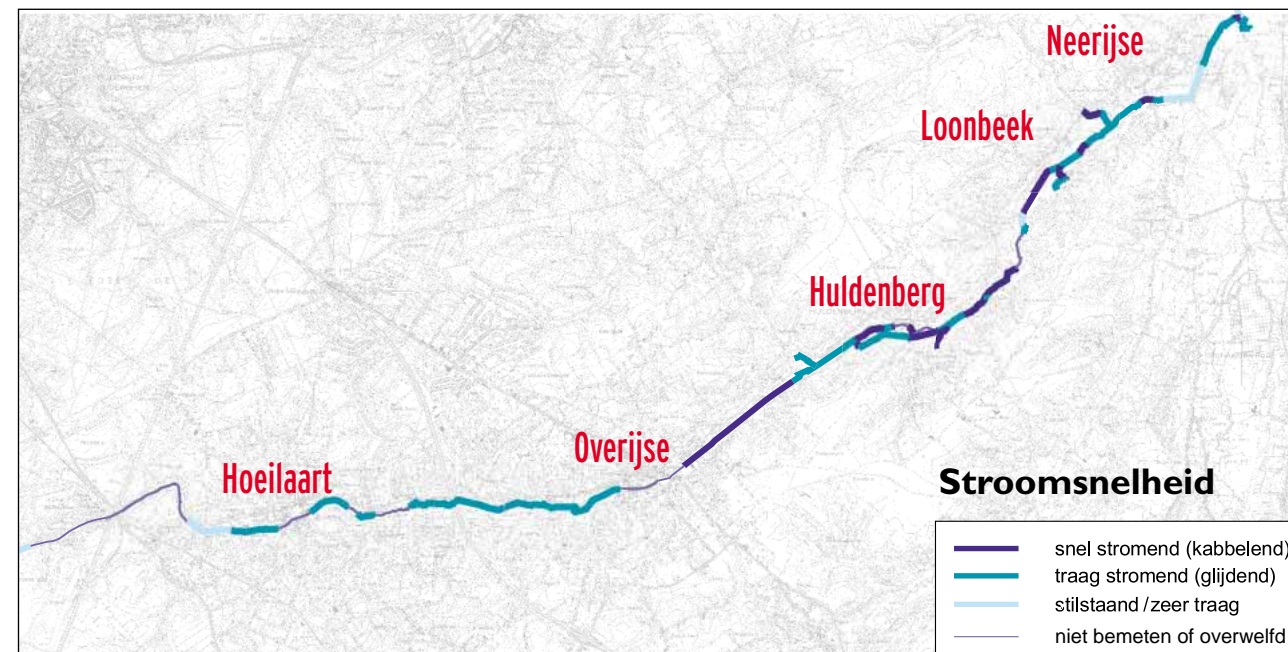 Neerijse
Loonbeek
Huldenberg
Overijse
Hoeilaart
Stroomsnelheid
snel stromend (kabbelend)
traag stromend (glijdend)
stilstaand / zeer traag
niet bemeten of overwelfd